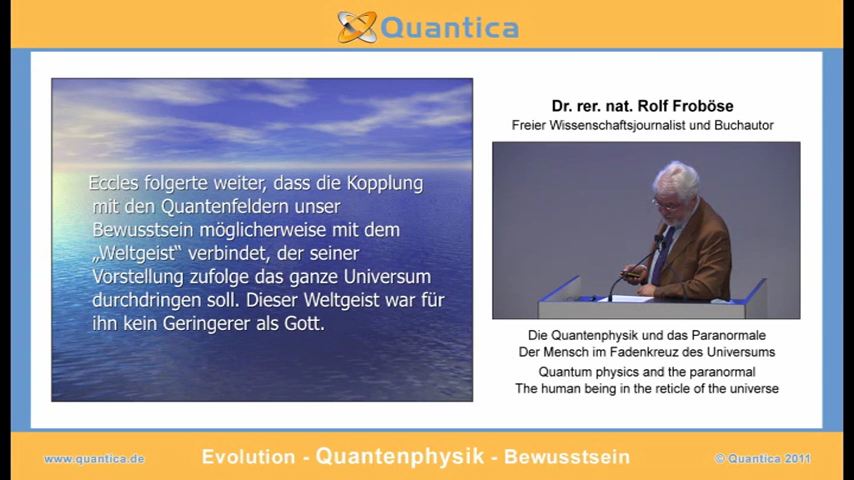 Quantica
Eccles folgerte weiter, dass die Kopplung
mit den Quantenfeldern unser
Bewusstsein möglicherweise mit dem
„Weltgeist“ verbindet, der seiner
Vorstellung zufolge das ganze Universum
durchdringen soll. Dieser Weltgeist war für
ihn kein Geringerer als Gott.
Dr. rer. nat. Rolf Froböse
Freier Wissenschaftsjournalist und Buchautor
Die Quantenphysik und das Paranormale
Der Mensch im Fadenkreuz des Universums
Quantum physics and the paranormal
The human being in the reticle of the universe
www.quantica.de
Evolution - Quantenphysik - Bewusstsein
© Quantica 2011